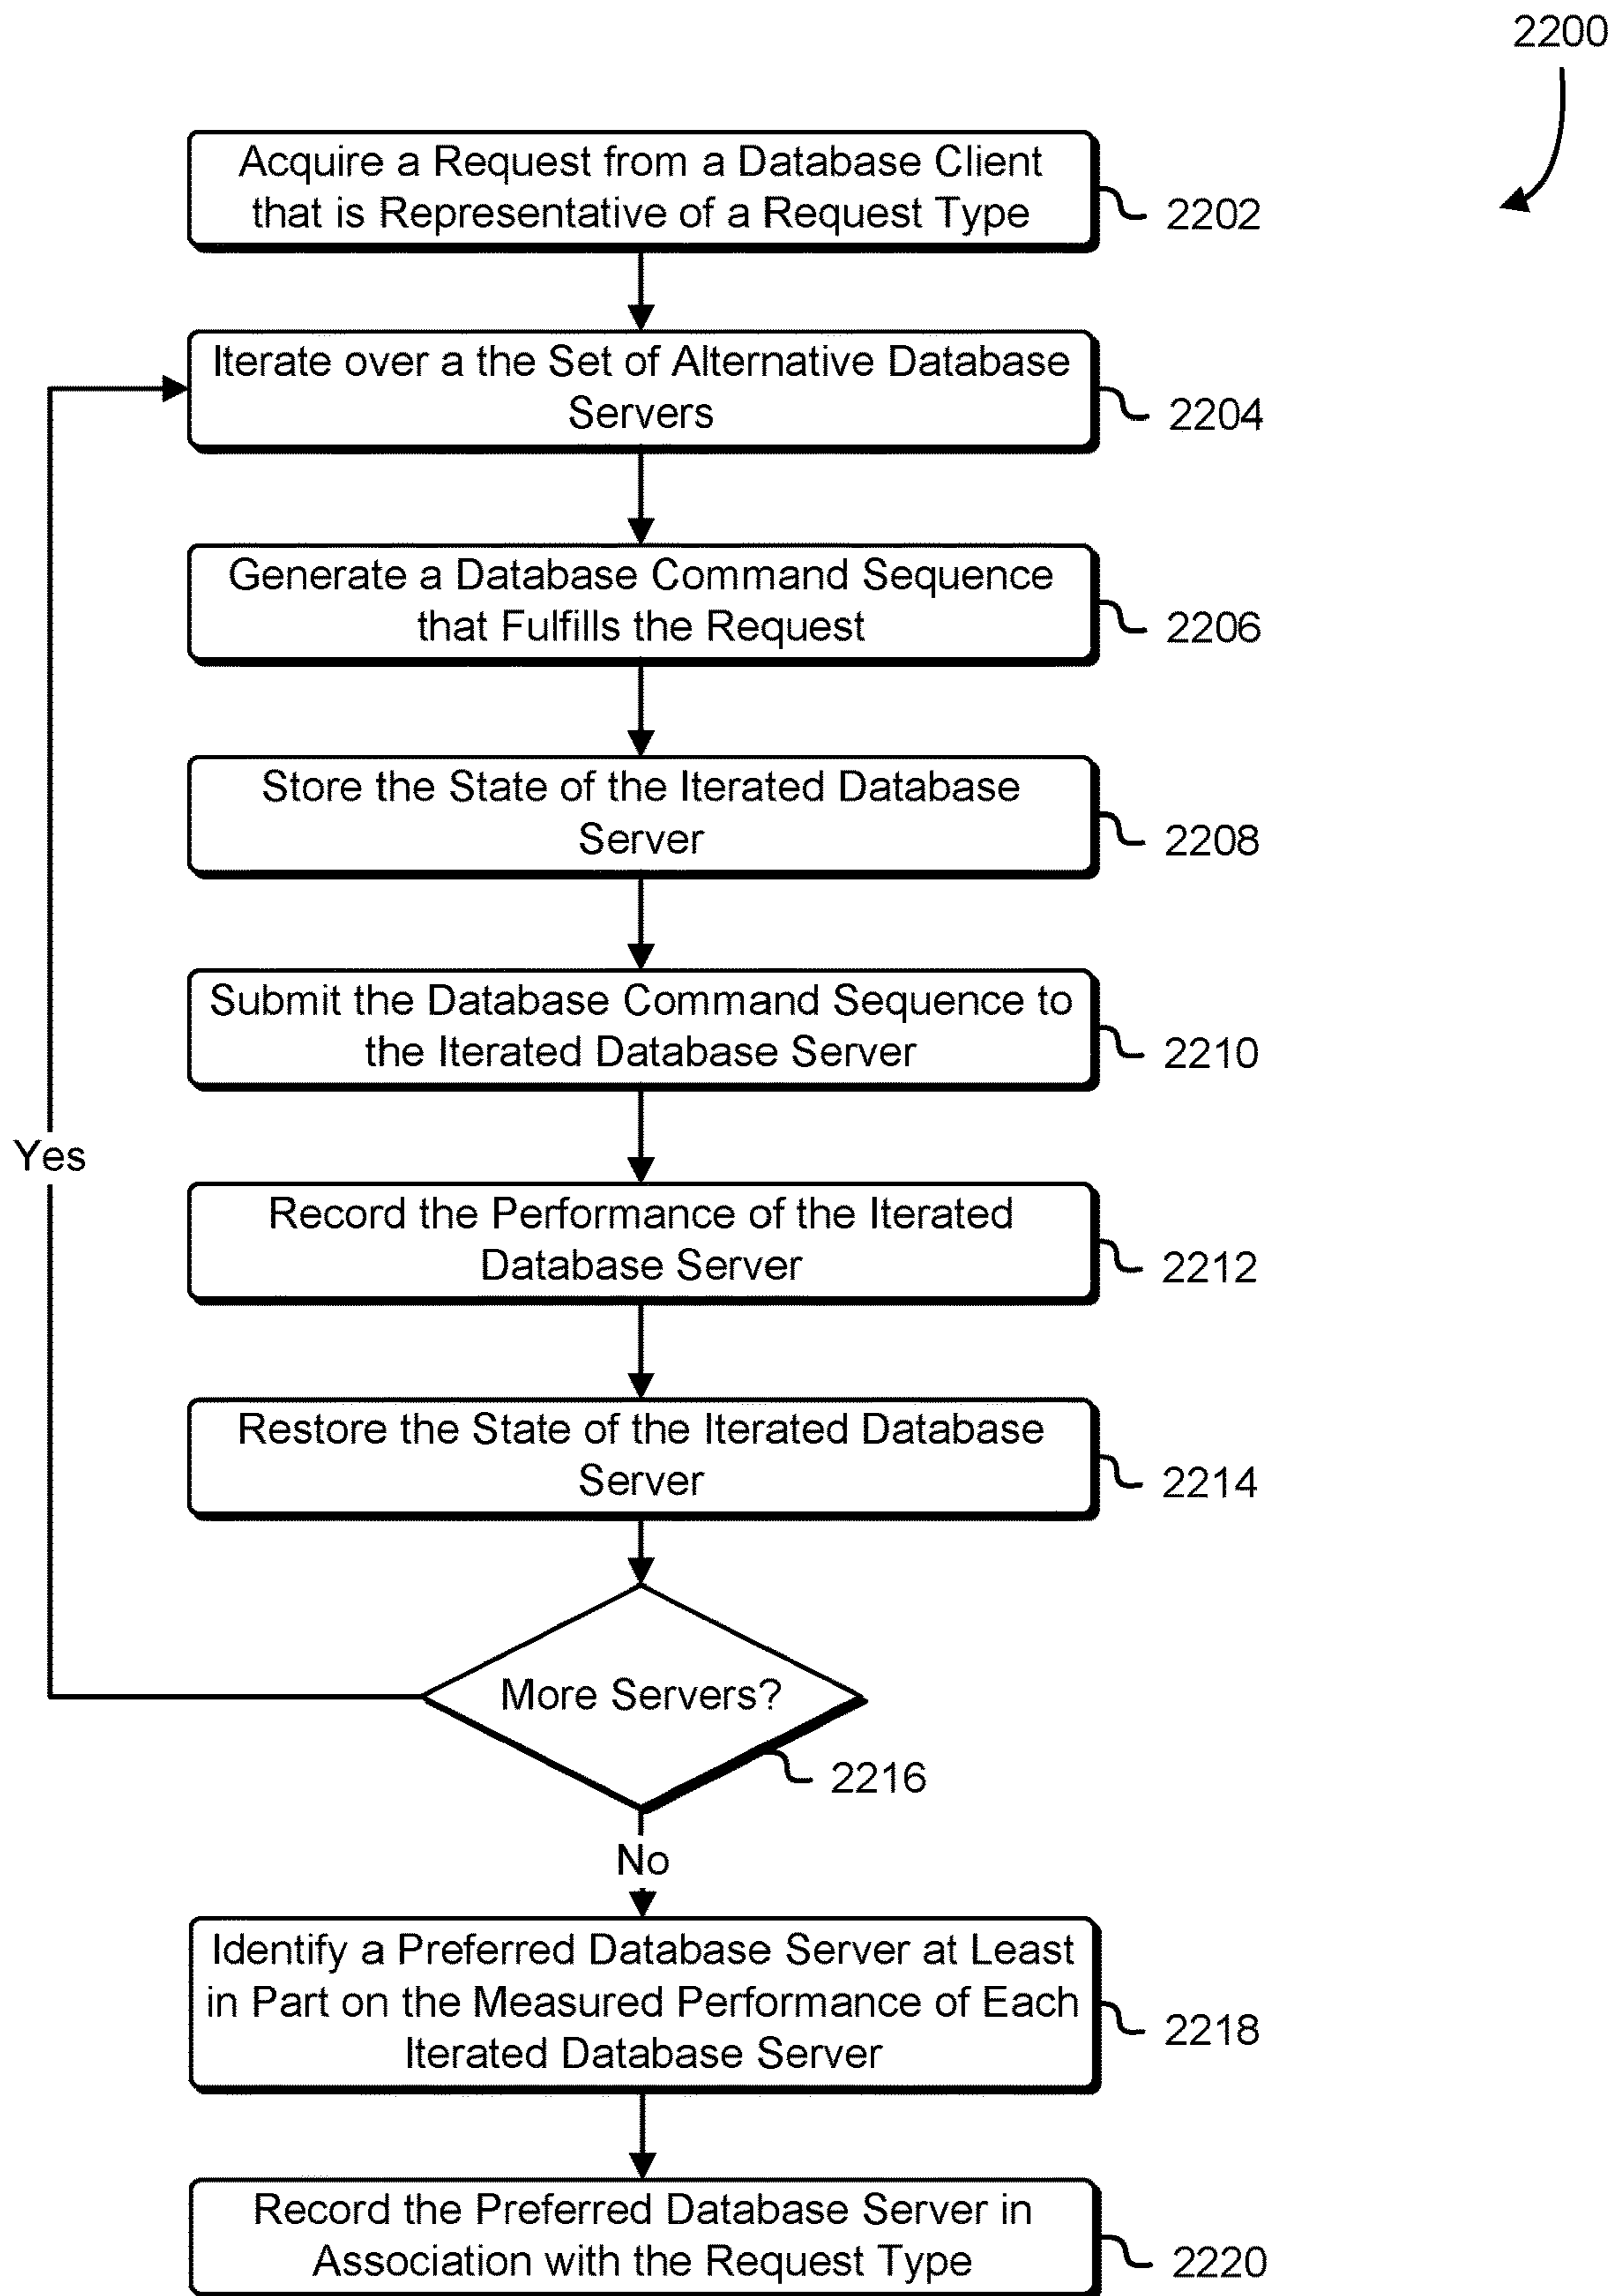 2200
Acquire a Request from a Database Client
that is Representative of a Request Type
2202
Iterate over a the Set of Alternative Database
Servers
2204
Generate a Database Command Sequence
that Fulfills the Request
2206
Store the State of the Iterated Database
Server
2208
Submit the Database Command Sequence to
the Iterated Database Server
2210
Yes
Record the Performance of the Iterated
Database Server
2212
Restore the State of the Iterated Database
Server
2214
More Servers?
2216
No
Identify a Preferred Database Server at Least
in Part on the Measured Performance of Each
Iterated Database Server
2218
Record the Preferred Database Server in
Association with the Request Type
2220